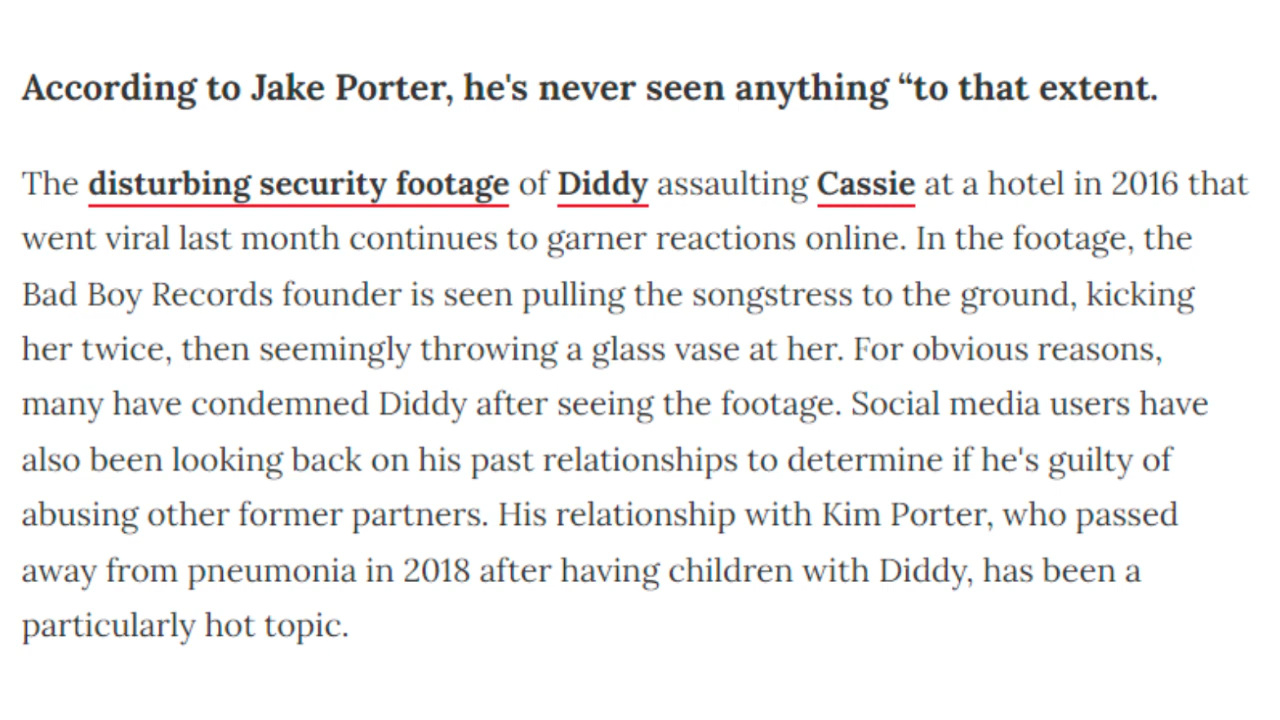 According to Jake Porter, he's never seen anything “to that extent.
The disturbing security footage of Diddy assaulting Cassie at a hotel in 2016 that
went viral last month continues to garner reactions online. In the footage, the
Bad Boy Records founder is seen pulling the songstress to the ground, kicking
her twice, then seemingly throwing a glass vase at her. For obvious reasons,
many have condemned Diddy after seeing the footage. Social media users have
also been looking back on his past relationships to determine if he's guilty of
abusing other former partners. His relationship with Kim Porter, who passed
away from pneumonia in 2018 after having children with Diddy, has been a
particularly hot topic.